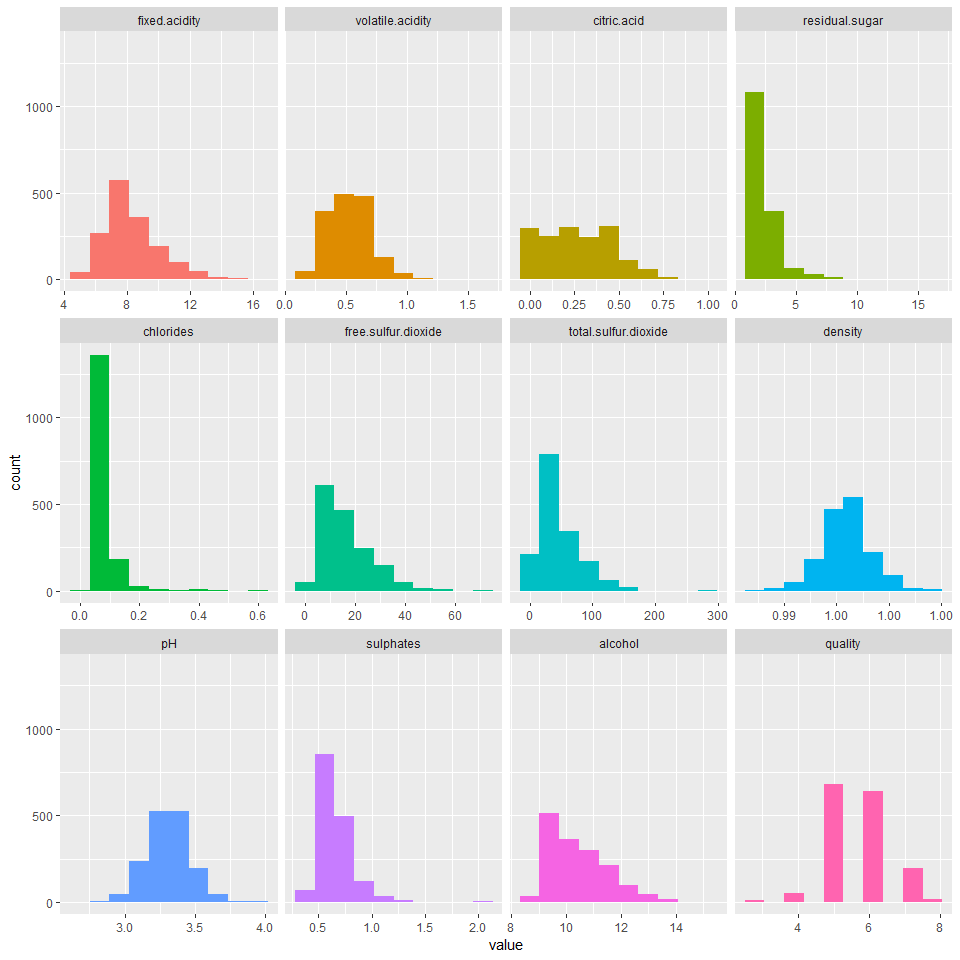 fixed.acidity volatile.acidity citric.acid residual.sugar
1000
500
0
4 8 12 16 0.0 0.5 1.0 1.5 0.00 0.25 0.50 0.75 1.00 0 5 10 15
chlorides free.sulfur.dioxide total.sulfur.dioxide density
1000
count
500
0
0.0 0.2 0.4 0.6 0 20 40 60 0 100 200 300 0.99 1.00 1.00 1.00
pH sulphates alcohol quality
1000
500
0
3.0 3.5 4.0 0.5 1.0 1.5 2.0 8 10 12 14 4 6 8
value